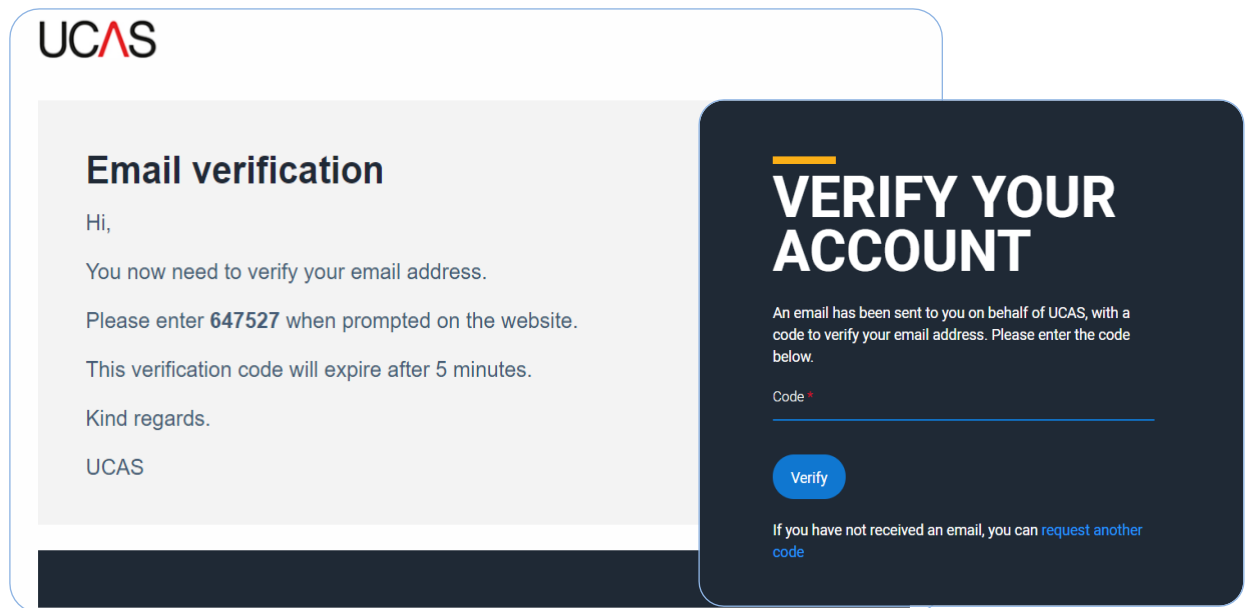 UCAS
Email verification
Hi,
You now need to verify your email address.
Please enter 647527 when prompted on the website.
This verification code will expire after 5 minutes.
Kind regards.
UCAS
VERIFY YOUR
ACCOUNT
An email has been sent to you on behalf of UCAS, with a
code to verify your email address. Please enter the code
below.
Code *
Verify
If you have not received an email, you can request another
code